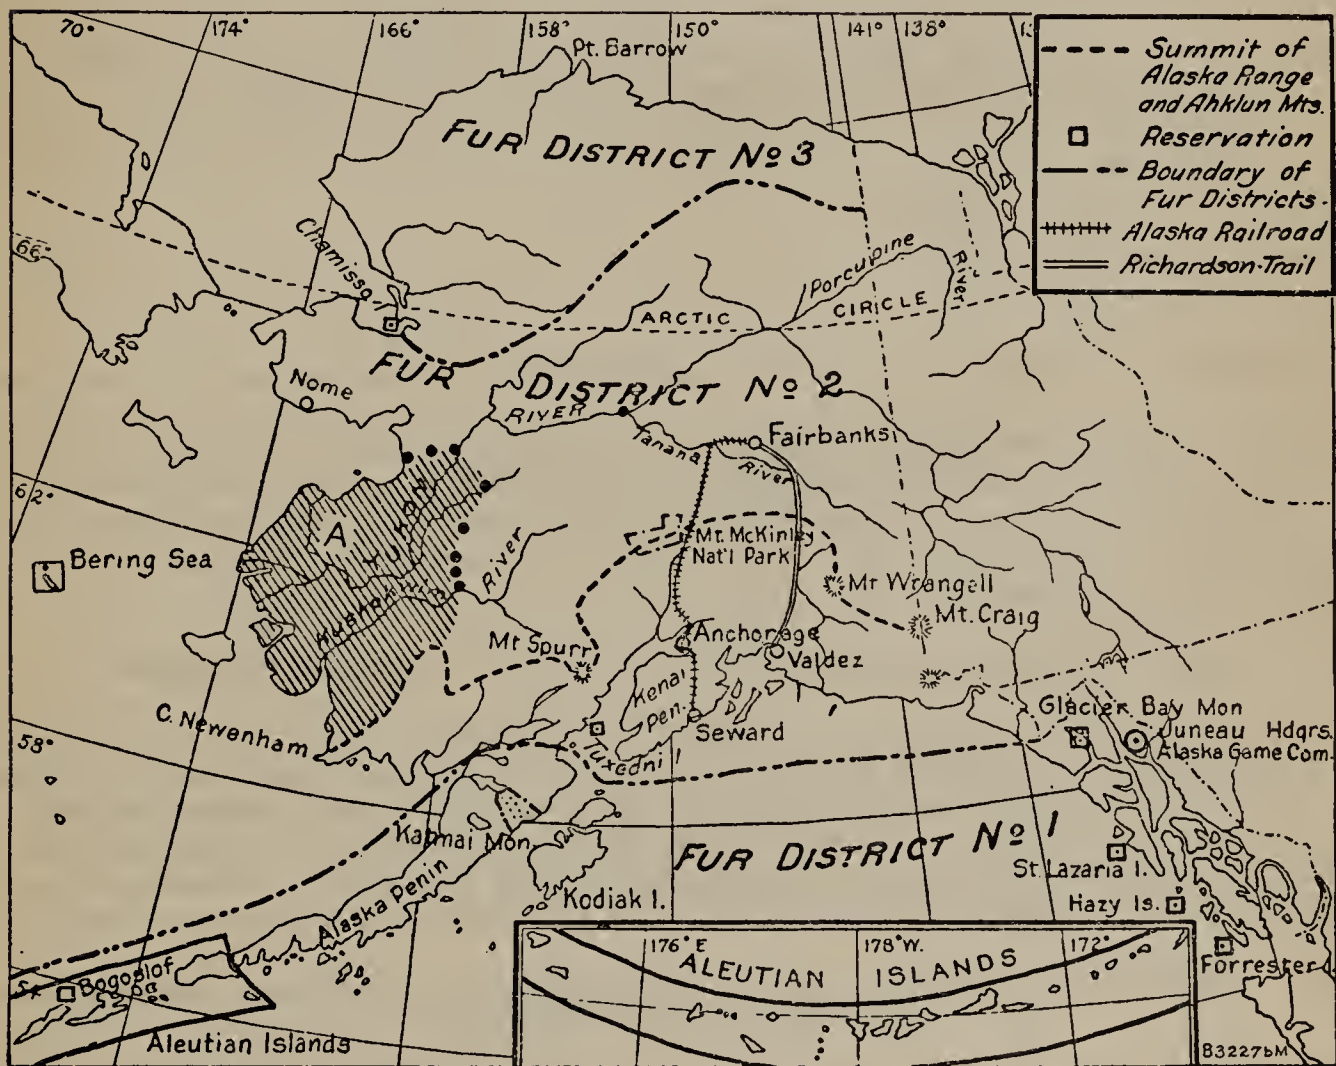 70°
174°
166°
158°
150°
141°
138°
Pt. Barrow
Summit of
Alaska Range
and Ahklun Mts.
Reservation
Boundary of
Fur Districts
Alaska Railroad
Richardson-Trail
FUR DISTRICT No 3
66°
Chamisso
Porcupine
River
ARCTIC
CIRCLE
FUR
DISTRICT No 2
Nome
RIVER
Tanana
River
Fairbanks
62°
A
YUKON
Bering Sea
River
Kuskokwim
Mt. McKinley
Nat'l Park
Mt Wrangell
Mt. Craig
Mt Spurr
Anchorage
Valdez
Kenai
Pen.
Seward
C. Newenham
58°
Tuxedni
Glacier Bay Mon
Juneau Hdqrs.
Alaska Game Com.
Katmai Mon.
FUR DISTRICT No 1
St. Lazaria I.
Hazy Is.
Kodiak I.
Alaska Penin
Forrester I.
Bogoslof
Aleutian Islands
176° E
178° W.
172°
ALEUTIAN ISLANDS
B3227bM